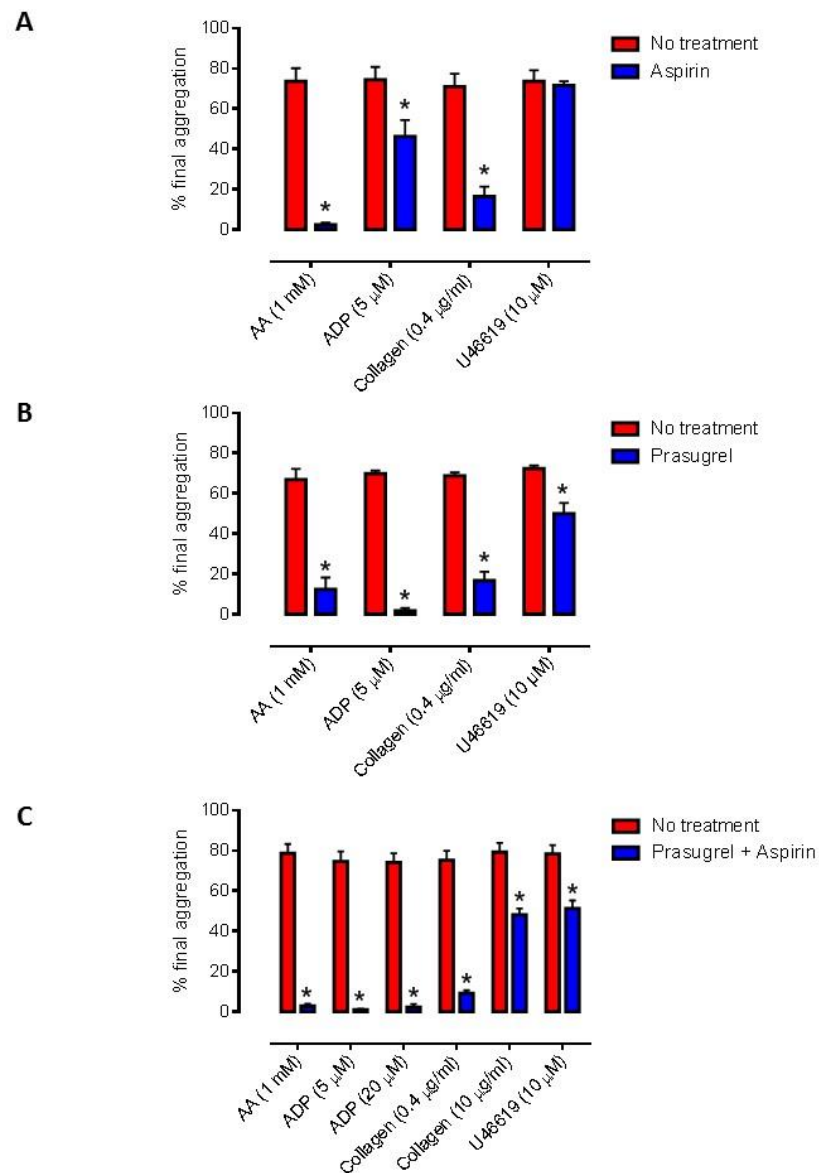 A
% final aggregation
100
80
60
40
20
0
No treatment
Aspirin
AA (1 mM)
ADP (5 μM)
Collagen (0.4 μg/ml)
U46619 (10 μM)
*
*
*
B
% final aggregation
100
80
60
40
20
0
No treatment
Prasugrel
AA (1 mM)
ADP (5 μM)
Collagen (0.4 μg/ml)
U46619 (10 μM)
*
*
*
*
C
% final aggregation
100
80
60
40
20
0
No treatment
Prasugrel + Aspirin
AA (1 mM)
ADP (5 μM)
ADP (20 μM)
Collagen (0.4 μg/ml)
Collagen (10 μg/ml)
U46619 (10 μM)
*
*
*
*
*
*